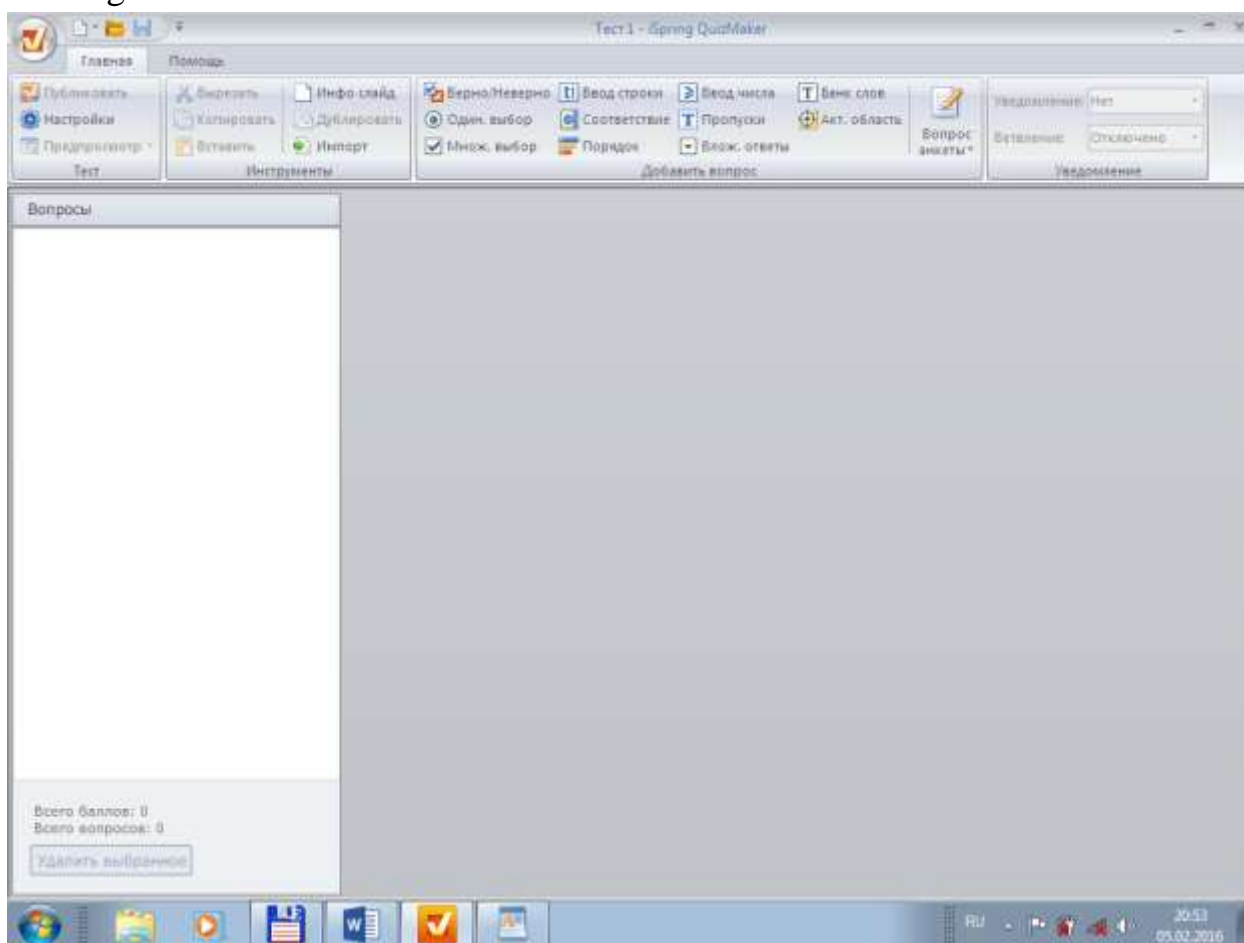 Тест1 - iSpring QuizMaker
Главная Помощь
Публиковать Вырезать Инфо слайд Верно/Неверно Ввод строки Ввод числа Банк слов Уведомление: Нет
Настройки Копировать Дублировать Один. выбор Соответствие Пропуски Акт. область Вопрос анкеты Ветвление: Отключено
Предпросмотр Вставить Импорт Множ. выбор Порядок Влож. ответы
Тест Инструменты Добавить вопрос Уведомление
Вопросы
Всего баллов: 0
Всего вопросов: 0
Удалить выбранное
RU 20:53
05.02.2016